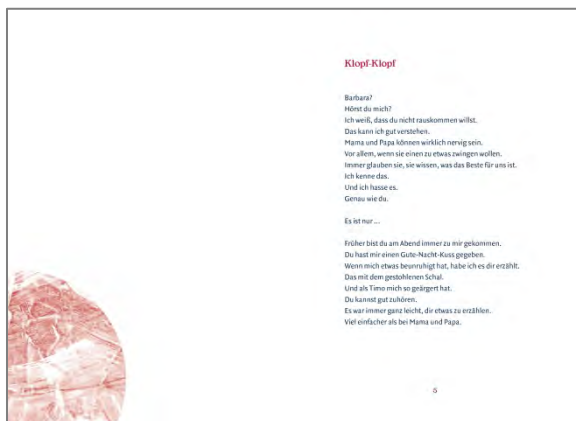 Klopf-Klopf
Barbara?
Hörst du mich?
Ich weiß, dass du nicht rauskommen willst.
Das kann ich gut verstehen.
Mama und Papa können wirklich nervig sein.
Vor allem, wenn sie einen zu etwas zwingen wollen.
Immer glauben sie, sie wissen, was das Beste für uns ist.
Ich kenne das.
Und ich hasse es.
Genau wie du.
Es ist nur ...
Früher bist du am Abend immer zu mir gekommen.
Du hast mir einen Gute-Nacht-Kuss gegeben.
Wenn mich etwas beunruhigt hat, habe ich es dir erzählt.
Das mit dem gestohlenen Schal.
Und als Timo mich so geärgert hat.
Du kannst gut zuhören.
Es war immer ganz leicht, dir etwas zu erzählen.
Viel einfacher als bei Mama und Papa.